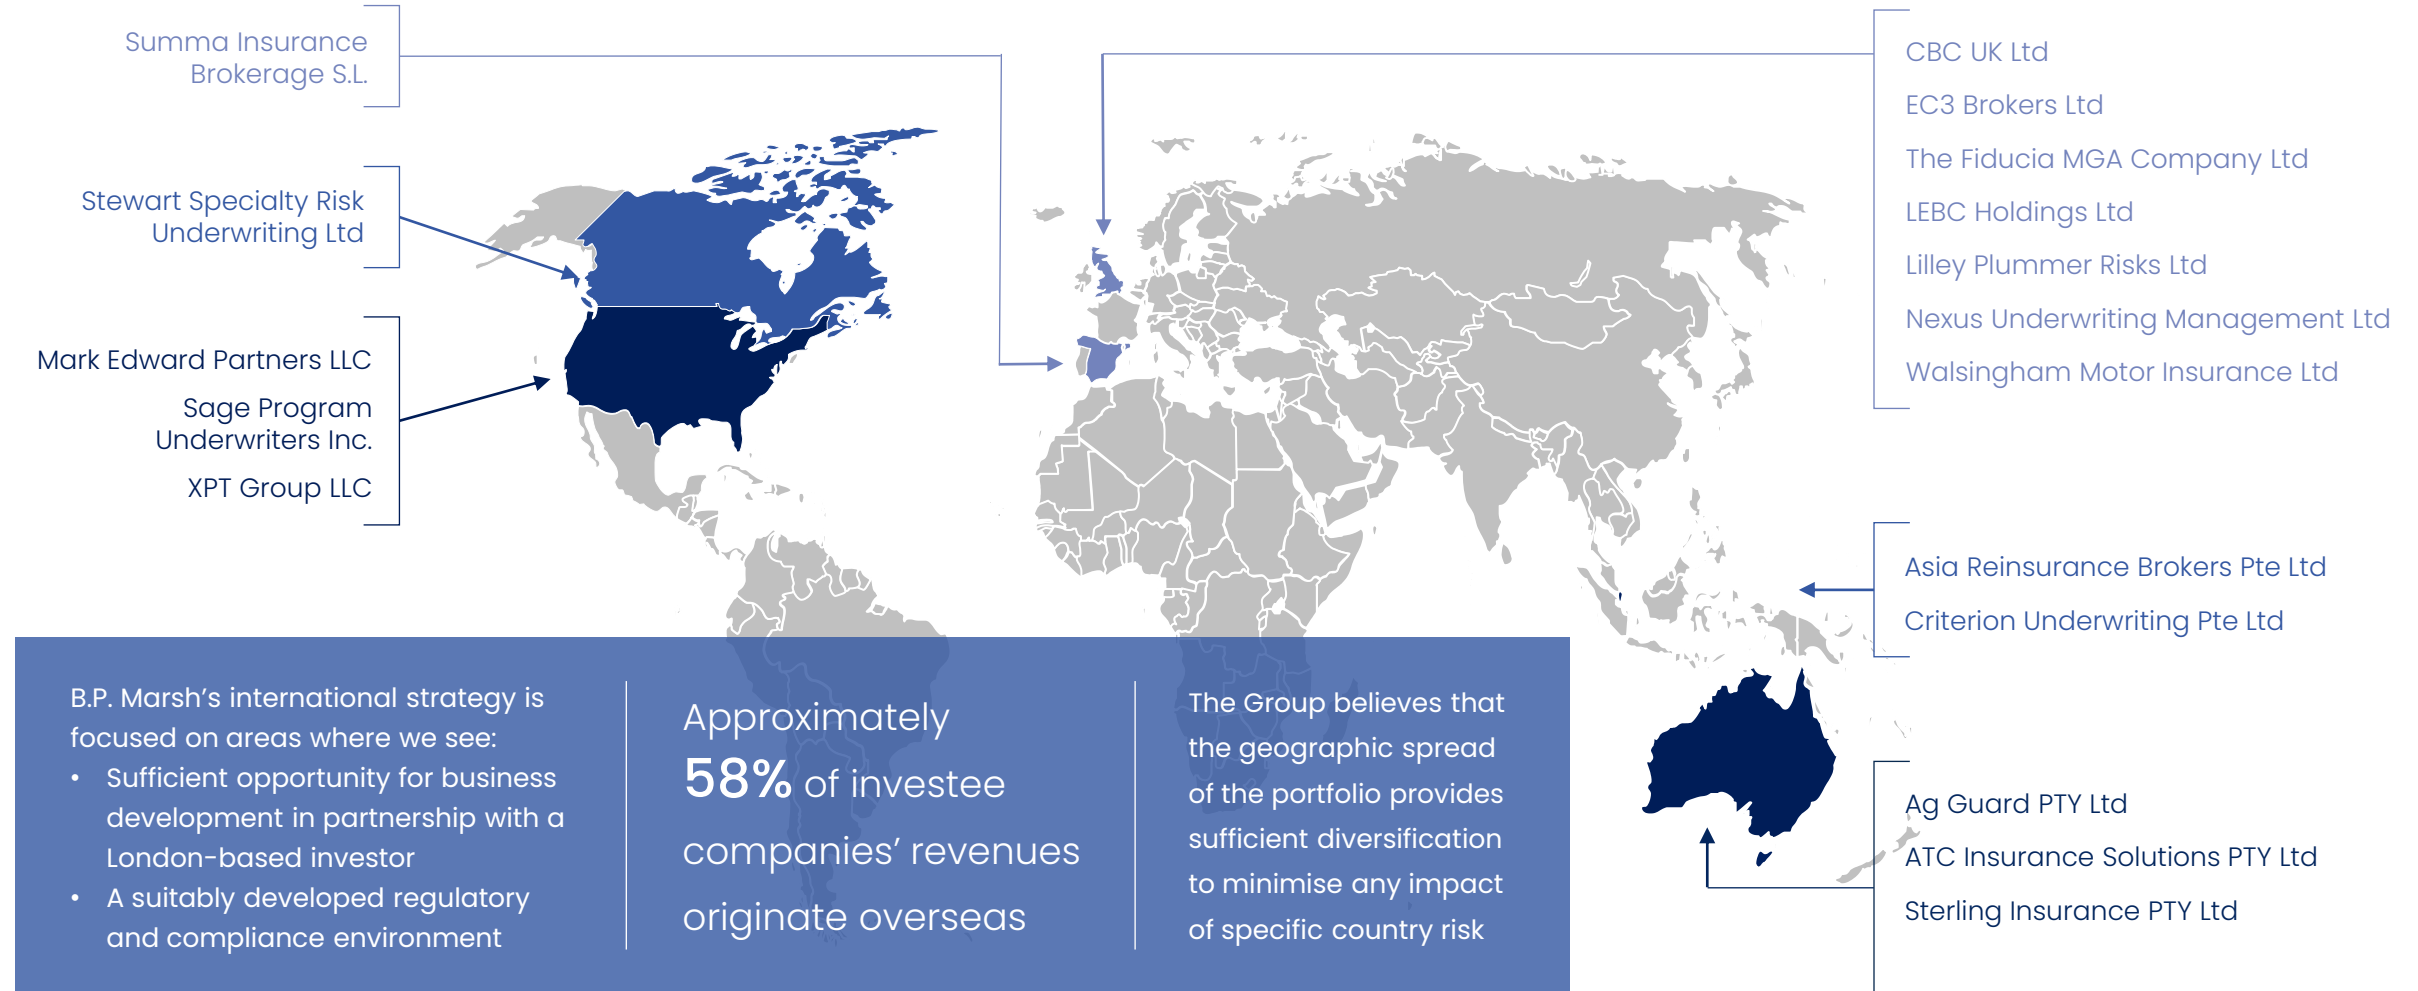 Summa Insurance
Brokerage S.L.
Stewart Specialty Risk
Underwriting Ltd
Mark Edward Partners LLC
Sage Program
Underwriters Inc.
XPT Group LLC
CBC UK Ltd
EC3 Brokers Ltd
The Fiducia MGA Company Ltd
LEBC Holdings Ltd
Lilley Plummer Risks Ltd
Nexus Underwriting Management Ltd
Walsingham Motor Insurance Ltd
Asia Reinsurance Brokers Pte Ltd
Criterion Underwriting Pte Ltd
Ag Guard PTY Ltd
ATC Insurance Solutions PTY Ltd
Sterling Insurance PTY Ltd
B.P. Marsh’s international strategy is
focused on areas where we see:
• Sufficient opportunity for business
development in partnership with a
London-based investor
• A suitably developed regulatory
and compliance environment
Approximately
58% of investee
companies’ revenues
originate overseas
The Group believes that
the geographic spread
of the portfolio provides
sufficient diversification
to minimise any impact
of specific country risk